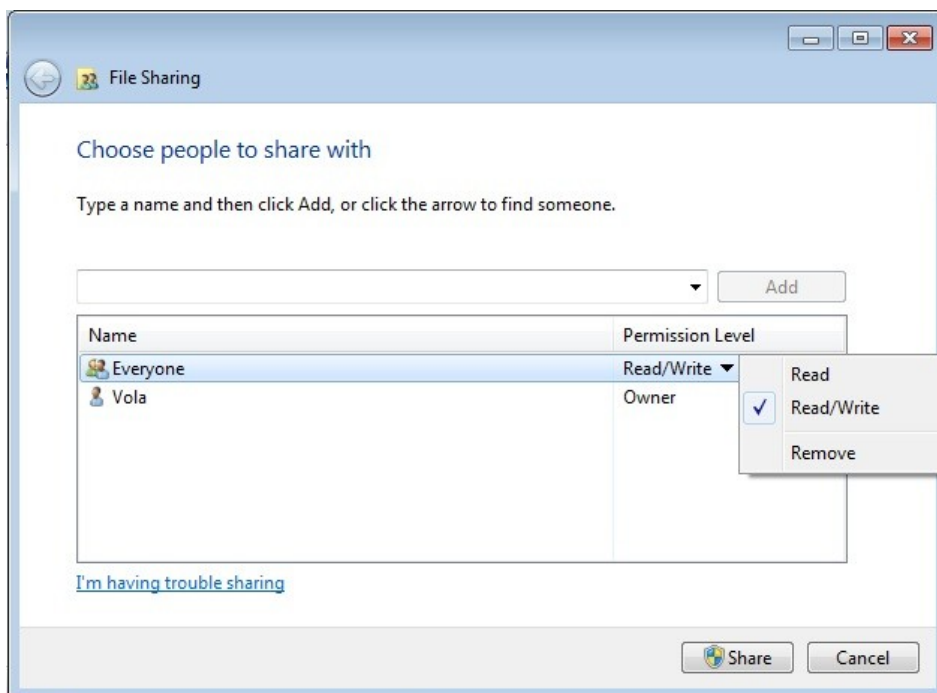 File Sharing
Choose people to share with
Type a name and then click Add, or click the arrow to find someone.
Add
Name Permission Level
Everyone Read/Write
Read
Vola Owner
Read/Write
Remove
I'm having trouble sharing
Share Cancel